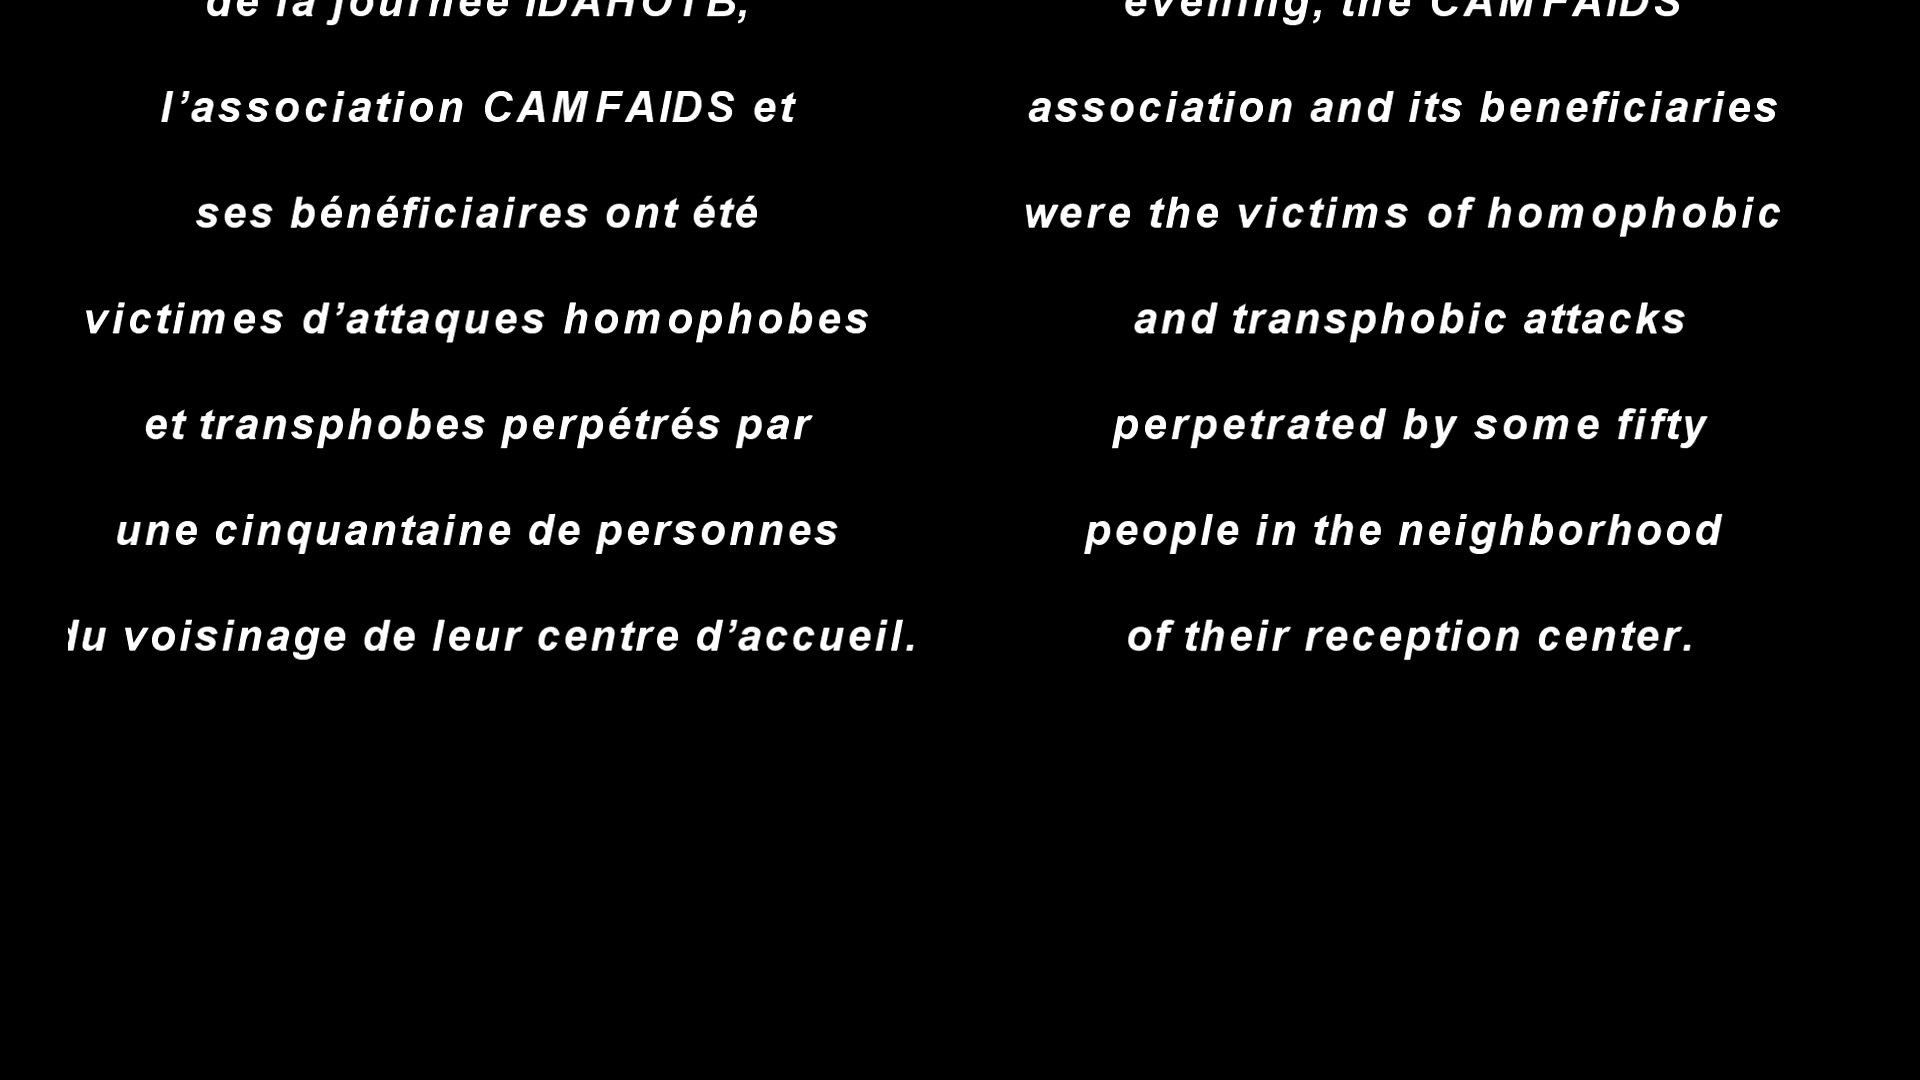 de la journée IDAHOTB,
l’association CAMFAIDS et
ses bénéficiaires ont été
victimes d’attaques homophobes
et transphobes perpétrés par
une cinquantaine de personnes
du voisinage de leur centre d’accueil.
evening, the CAMFAIDS
association and its beneficiaries
were the victims of homophobic
and transphobic attacks
perpetrated by some fifty
people in the neighborhood
of their reception center.